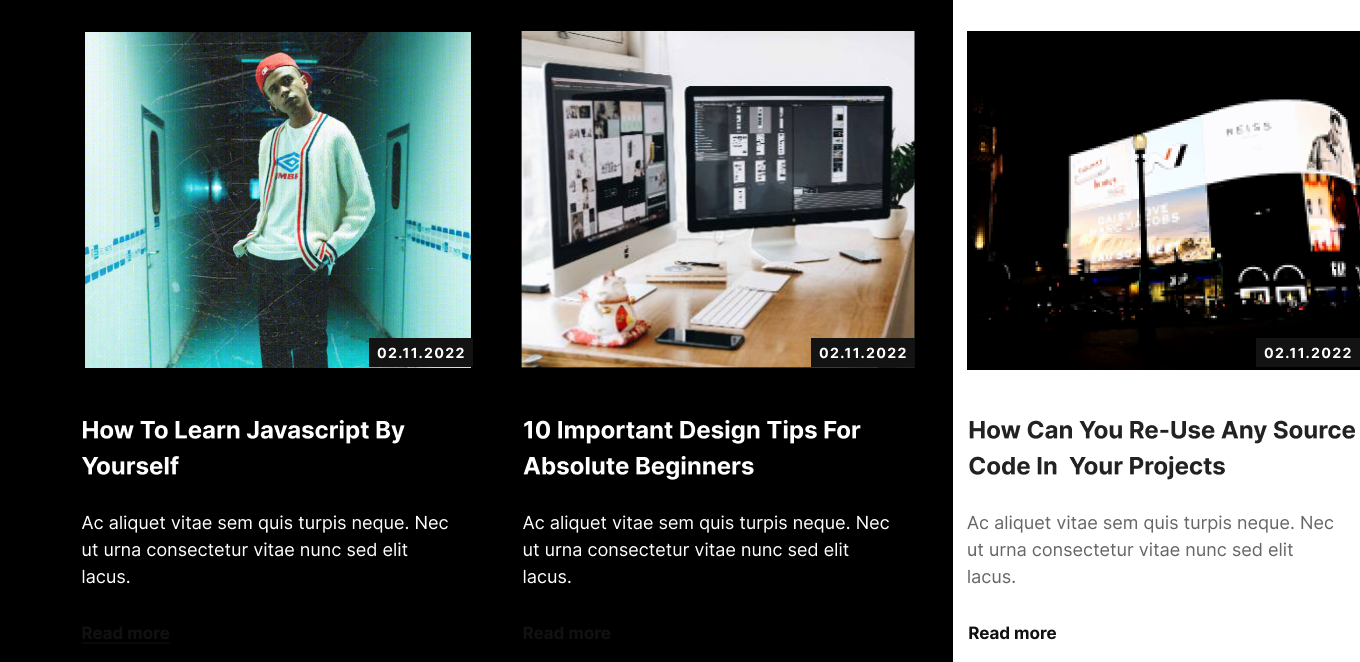 02.11.2022
How To Learn Javascript By
Yourself
Ac aliquet vitae sem quis turpis neque. Nec
ut urna consectetur vitae nunc sed elit
lacus.
Read more
02.11.2022
10 Important Design Tips For
Absolute Beginners
Ac aliquet vitae sem quis turpis neque. Nec
ut urna consectetur vitae nunc sed elit
lacus.
Read more
REISS
02.11.2022
How Can You Re-Use Any Source
Code In  Your Projects
Ac aliquet vitae sem quis turpis neque. Nec
ut urna consectetur vitae nunc sed elit
lacus.
Read more